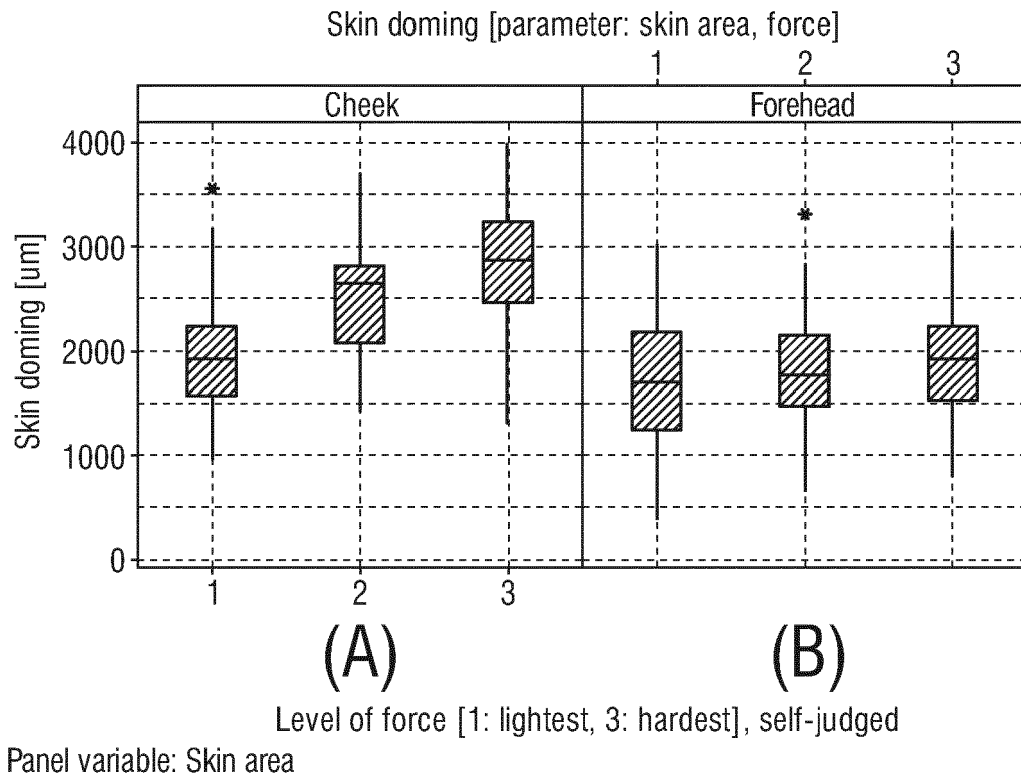 Skin doming [parameter: skin area, force]
1 2 3
Cheek Forehead
4000
3000
2000
1000
0
Skin doming [um]
1 2 3
(A) (B)
Level of force [1: lightest, 3: hardest], self-judged
Panel variable: Skin area